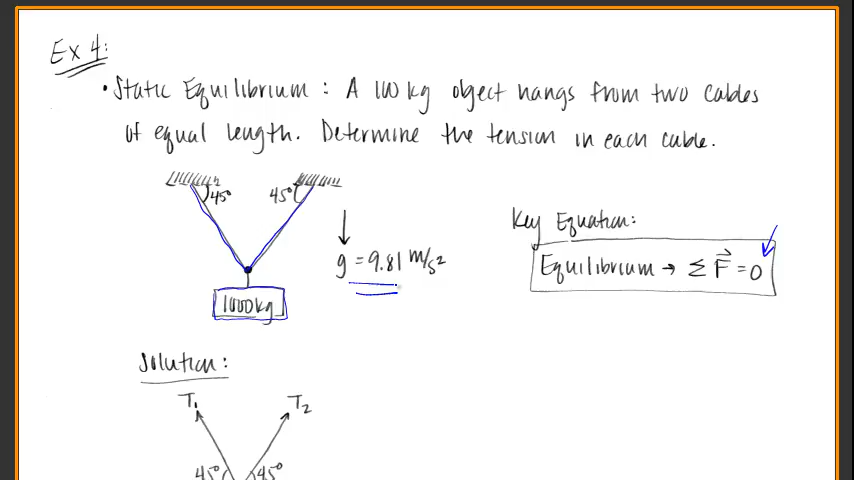 Ex 4:
• Static Equilibrium : A 100 kg object hangs from two cables
of equal length. Determine the tension in each cable.
45° 45°
Key Equation:
g = 9.81 m/s²
Equilibrium → Σ F⃗ = 0
1000kg
Solution:
T₁ T₂
45° 45°